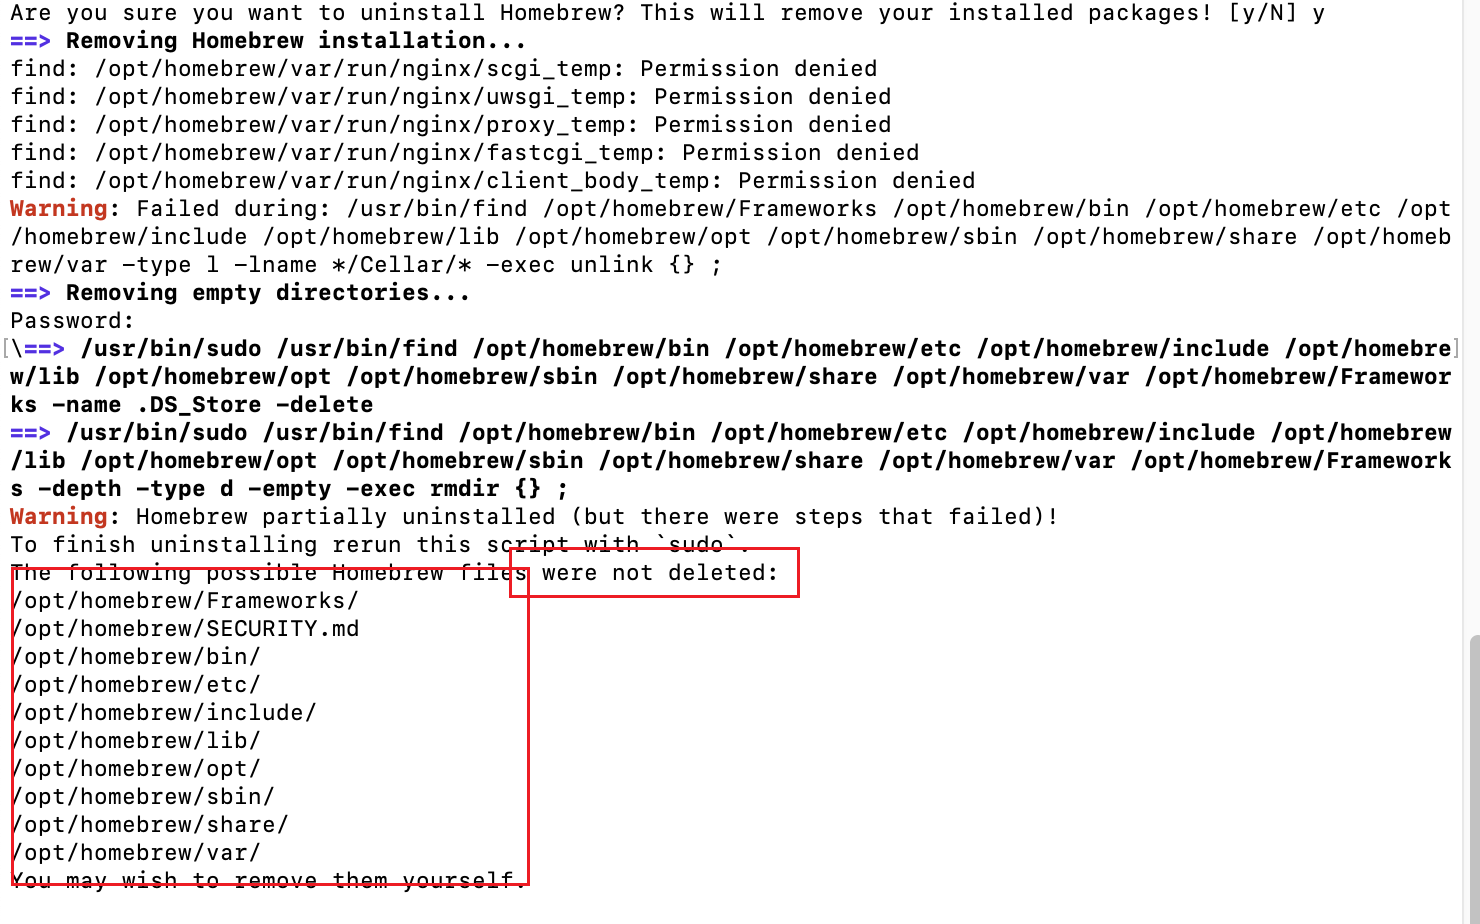 Are you sure you want to uninstall Homebrew? This will remove your installed packages! [y/N] y
==> Removing Homebrew installation...
find: /opt/homebrew/var/run/nginx/scgi_temp: Permission denied
find: /opt/homebrew/var/run/nginx/uwsgi_temp: Permission denied
find: /opt/homebrew/var/run/nginx/proxy_temp: Permission denied
find: /opt/homebrew/var/run/nginx/fastcgi_temp: Permission denied
find: /opt/homebrew/var/run/nginx/client_body_temp: Permission denied
Warning: Failed during: /usr/bin/find /opt/homebrew/Frameworks /opt/homebrew/bin /opt/homebrew/etc /opt
/homebrew/include /opt/homebrew/lib /opt/homebrew/opt /opt/homebrew/sbin /opt/homebrew/share /opt/homeb
rew/var -type l -lname */Cellar/* -exec unlink {} ;
==> Removing empty directories...
Password:
[\==> /usr/bin/sudo /usr/bin/find /opt/homebrew/bin /opt/homebrew/etc /opt/homebrew/include /opt/homebre]
w/lib /opt/homebrew/opt /opt/homebrew/sbin /opt/homebrew/share /opt/homebrew/var /opt/homebrew/Framewor
ks -name .DS_Store -delete
==> /usr/bin/sudo /usr/bin/find /opt/homebrew/bin /opt/homebrew/etc /opt/homebrew/include /opt/homebrew
/lib /opt/homebrew/opt /opt/homebrew/sbin /opt/homebrew/share /opt/homebrew/var /opt/homebrew/Framework
s -depth -type d -empty -exec rmdir {} ;
Warning: Homebrew partially uninstalled (but there were steps that failed)!
To finish uninstalling rerun this script with `sudo`.
The following possible Homebrew files were not deleted:
/opt/homebrew/Frameworks/
/opt/homebrew/SECURITY.md
/opt/homebrew/bin/
/opt/homebrew/etc/
/opt/homebrew/include/
/opt/homebrew/lib/
/opt/homebrew/opt/
/opt/homebrew/sbin/
/opt/homebrew/share/
/opt/homebrew/var/
You may wish to remove them yourself.